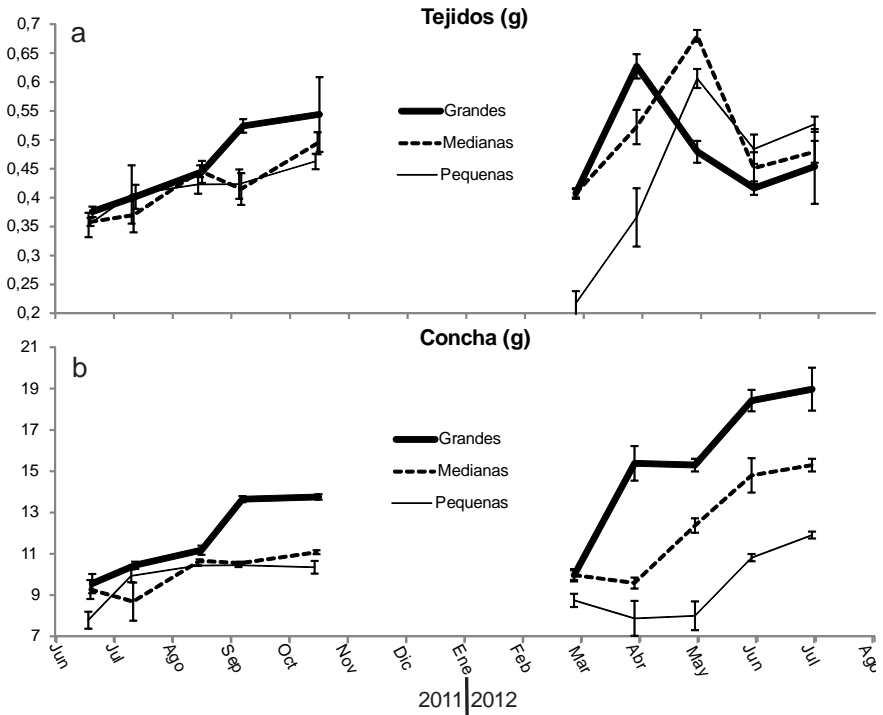 Tejidos (g)
a
0,7
0,65
0,6
0,55
0,5
0,45
0,4
0,35
0,3
0,25
0,2
Grandes
Medianas
Pequenas
Concha (g)
b
21
19
17
15
13
11
9
7
Grandes
Medianas
Pequenas
Jun Jul Ago Sep Oct Nov Dic Ene Feb Mar Abr May Jun Jul Ago
2011 2012